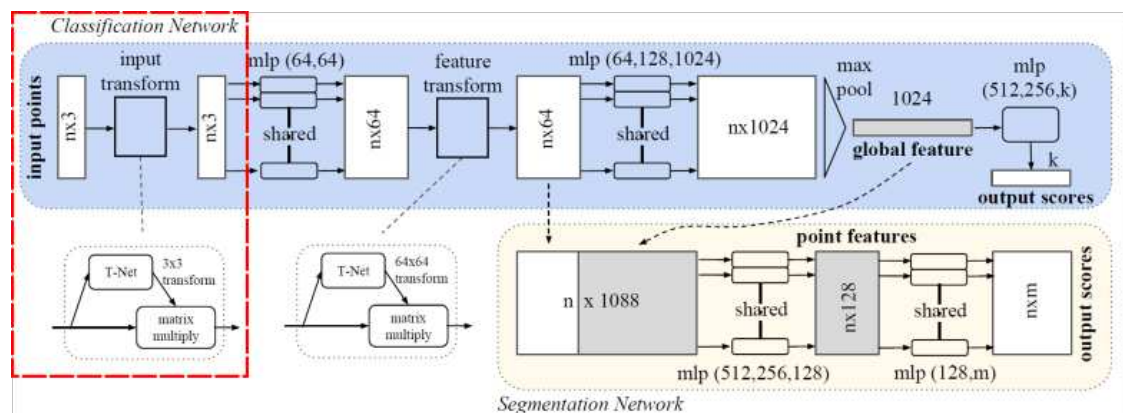 Classification Network
input points
nx3
input
transform
nx3
mlp (64,64)
shared
nx64
feature
transform
nx64
mlp (64,128,1024)
shared
nx1024
max
pool
1024
global feature
mlp
(512,256,k)
k
output scores
T-Net
3x3
transform
matrix
multiply
T-Net
64x64
transform
matrix
multiply
point features
n x 1088
shared
mlp (512,256,128)
nx128
shared
mlp (128,m)
nxm
output scores
Segmentation Network